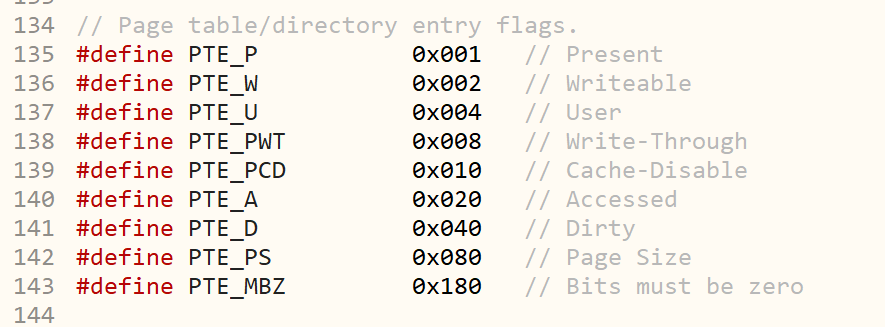 134 // Page table/directory entry flags.
135 #define PTE_P 0x001 // Present
136 #define PTE_W 0x002 // Writeable
137 #define PTE_U 0x004 // User
138 #define PTE_PWT 0x008 // Write-Through
139 #define PTE_PCD 0x010 // Cache-Disable
140 #define PTE_A 0x020 // Accessed
141 #define PTE_D 0x040 // Dirty
142 #define PTE_PS 0x080 // Page Size
143 #define PTE_MBZ 0x180 // Bits must be zero
144